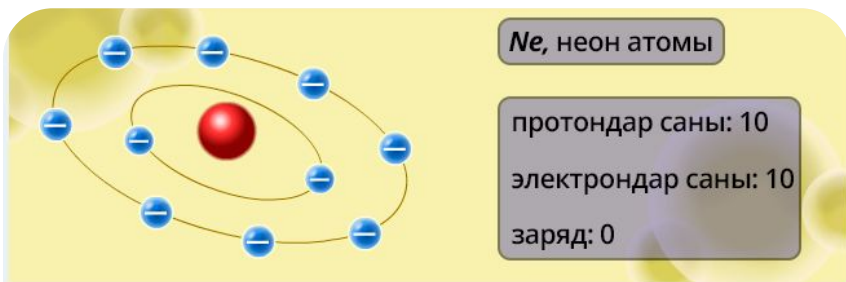 Ne, неон атомы
протондар саны: 10
электрондар саны: 10
заряд: 0